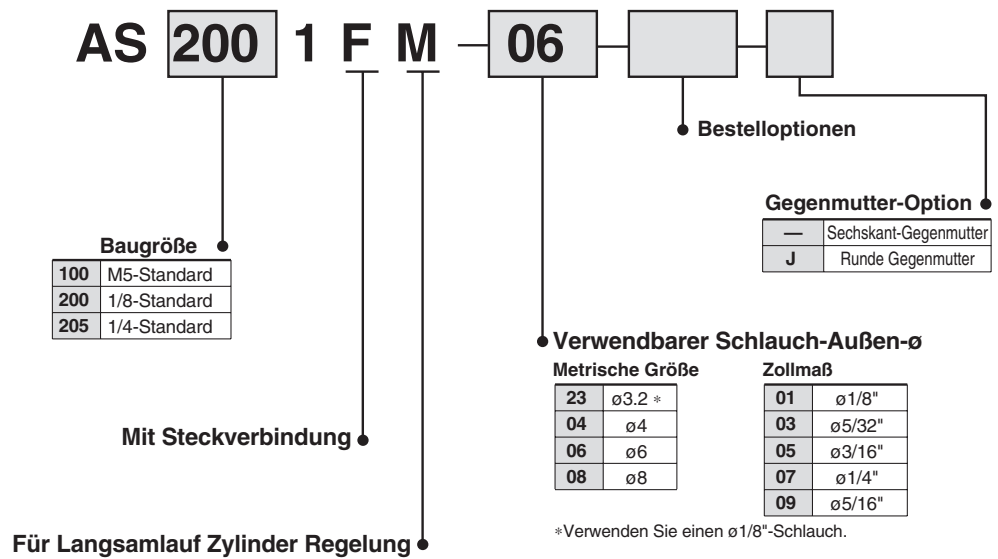 AS 200 1 F M - 06 - -
Bestelloptionen
Gegenmutter-Option
— Sechskant-Gegenmutter
J Runde Gegenmutter
Baugröße
100 M5-Standard
200 1/8-Standard
205 1/4-Standard
Verwendbarer Schlauch-Außen-ø
Metrische Größe
23 ø3.2 *
04 ø4
06 ø6
08 ø8
Zollmaß
01 ø1/8"
03 ø5/32"
05 ø3/16"
07 ø1/4"
09 ø5/16"
*Verwenden Sie einen ø1/8"-Schlauch.
Mit Steckverbindung
Für Langsamlauf Zylinder Regelung